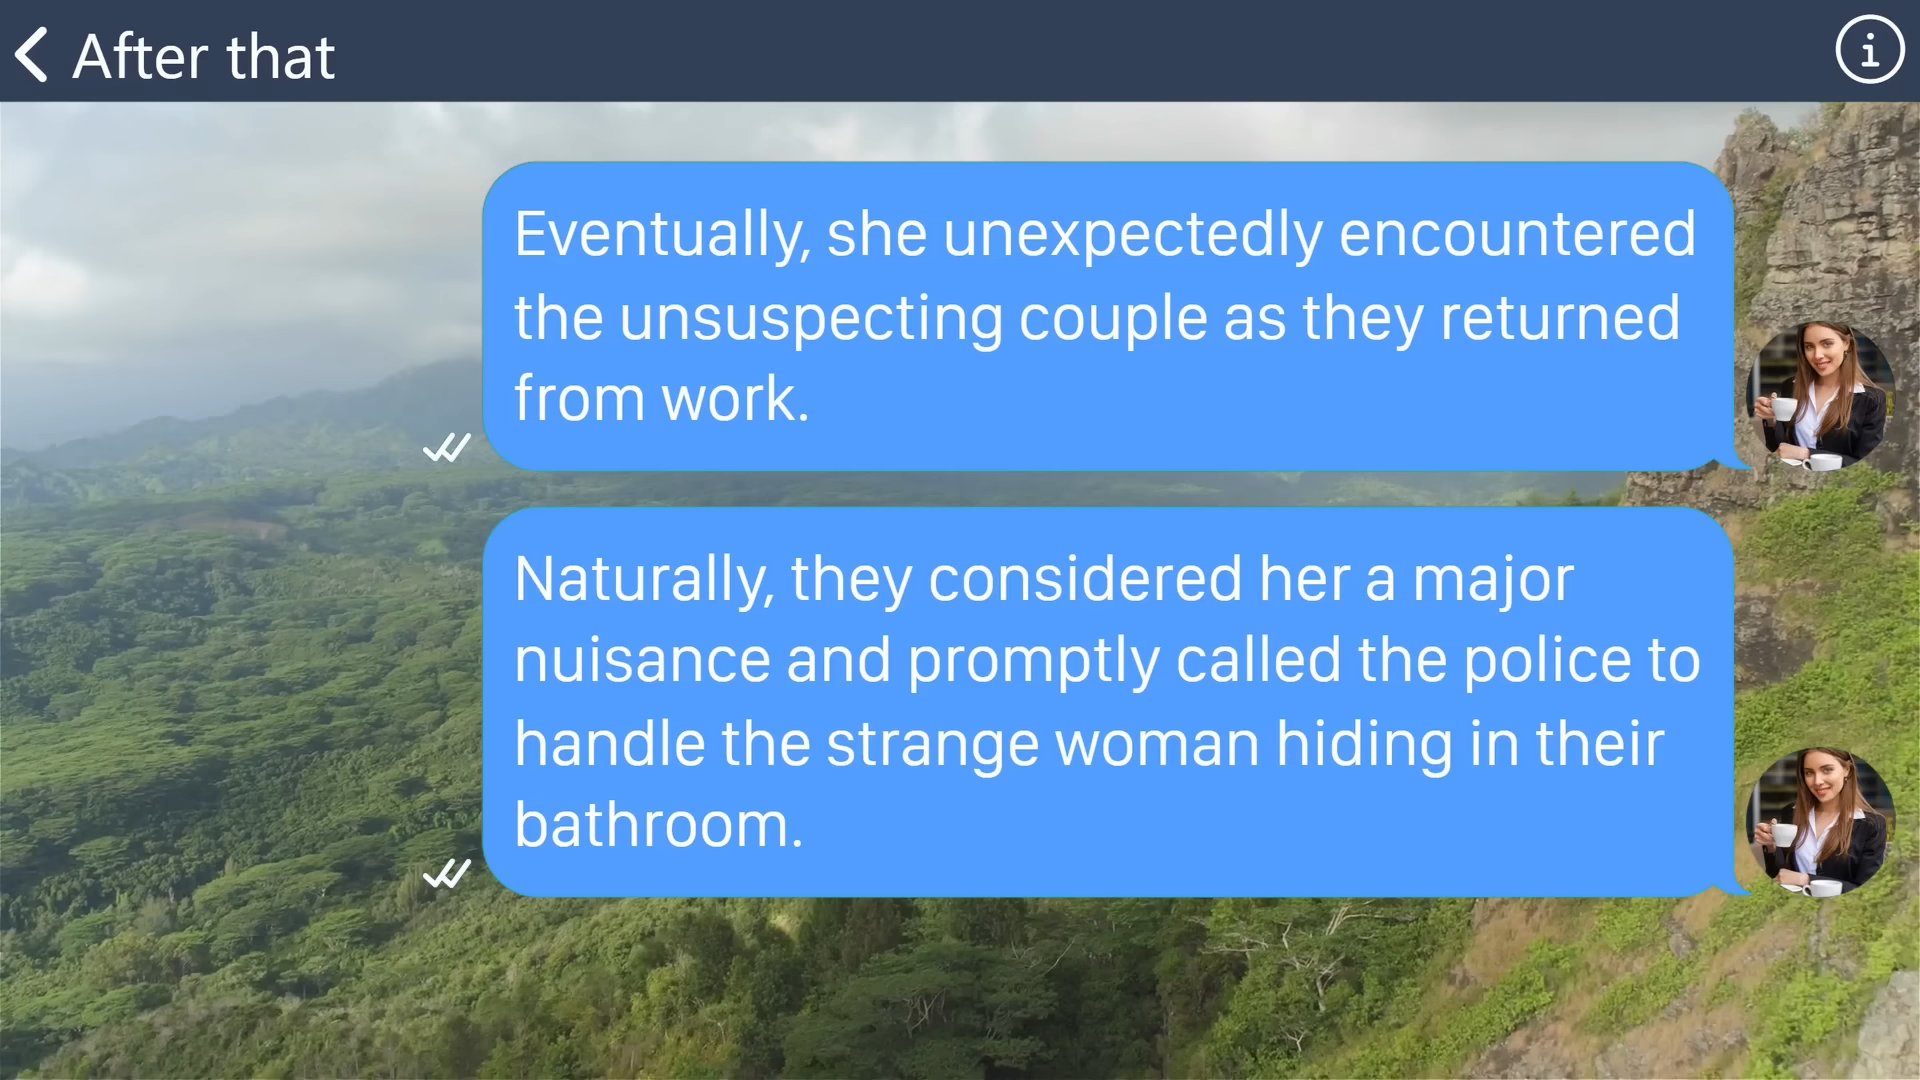 After that
Eventually, she unexpectedly encountered
the unsuspecting couple as they returned
from work.
Naturally, they considered her a major
nuisance and promptly called the police to
handle the strange woman hiding in their
bathroom.